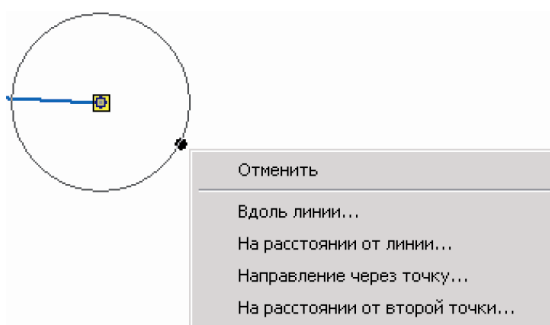 Отменить
Вдоль линии...
На расстоянии от линии...
Направление через точку...
На расстоянии от второй точки...